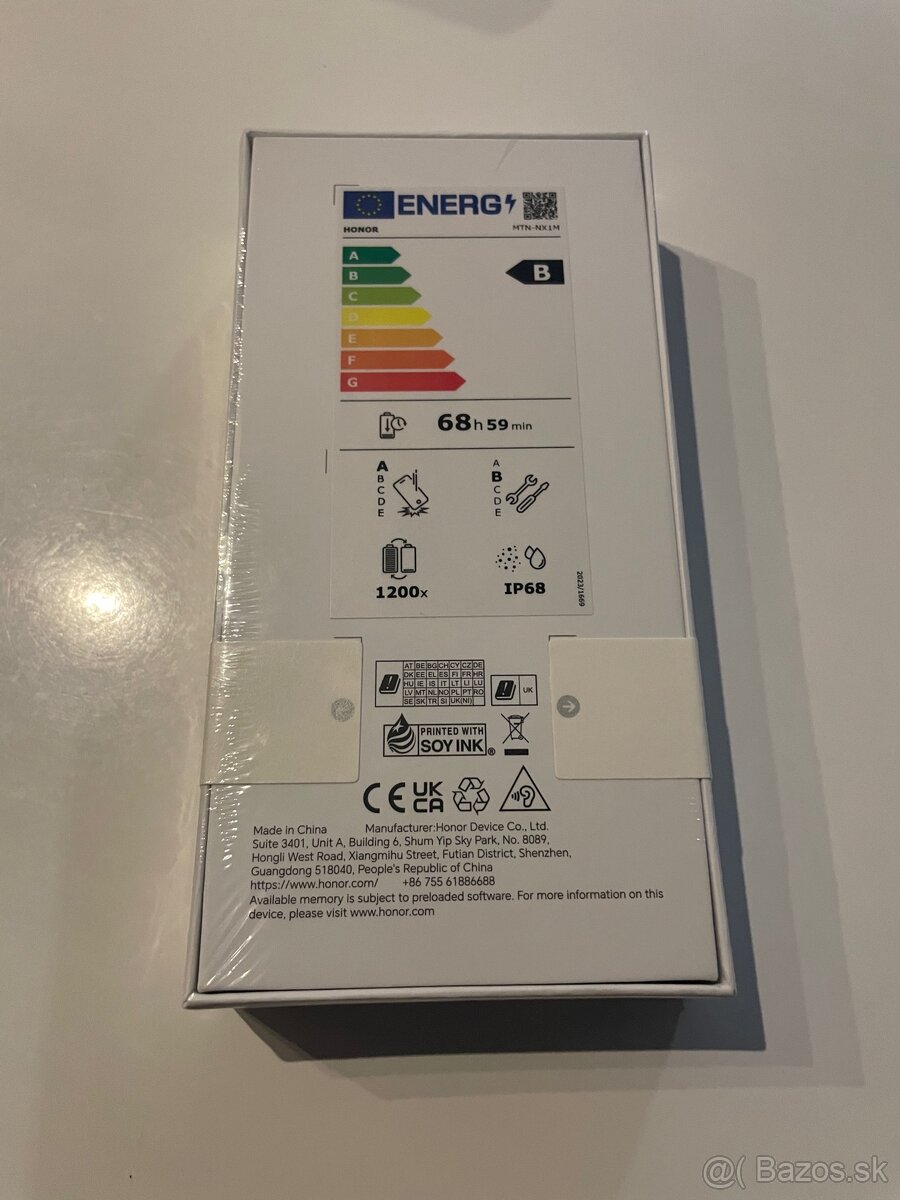 ENERG
HONOR MTN-NX1M
A
B
C
D
E
F
G
B
68 h 59 min
A
B
C
D
E
A
B
C
D
E
1200x
IP68
2023/1669
AT BE BG CH CY CZ DE
DK EE EL ES FI FR HR
HU IE IS IT LT LI LU
LV MT NL NO PL PT RO
SE SK TR SI UK(NI)
UK
PRINTED WITH
SOY INK®
CE UK
CA
Made in China Manufacturer:Honor Device Co., Ltd.
Suite 3401, Unit A, Building 6, Shum Yip Sky Park, No. 8089,
Hongli West Road, Xiangmihu Street, Futian District, Shenzhen,
Guangdong 518040, People's Republic of China
https://www.honor.com/ +86 755 61886688
Available memory is subject to preloaded software. For more information on this
device, please visit www.honor.com
@( Bazos.sk